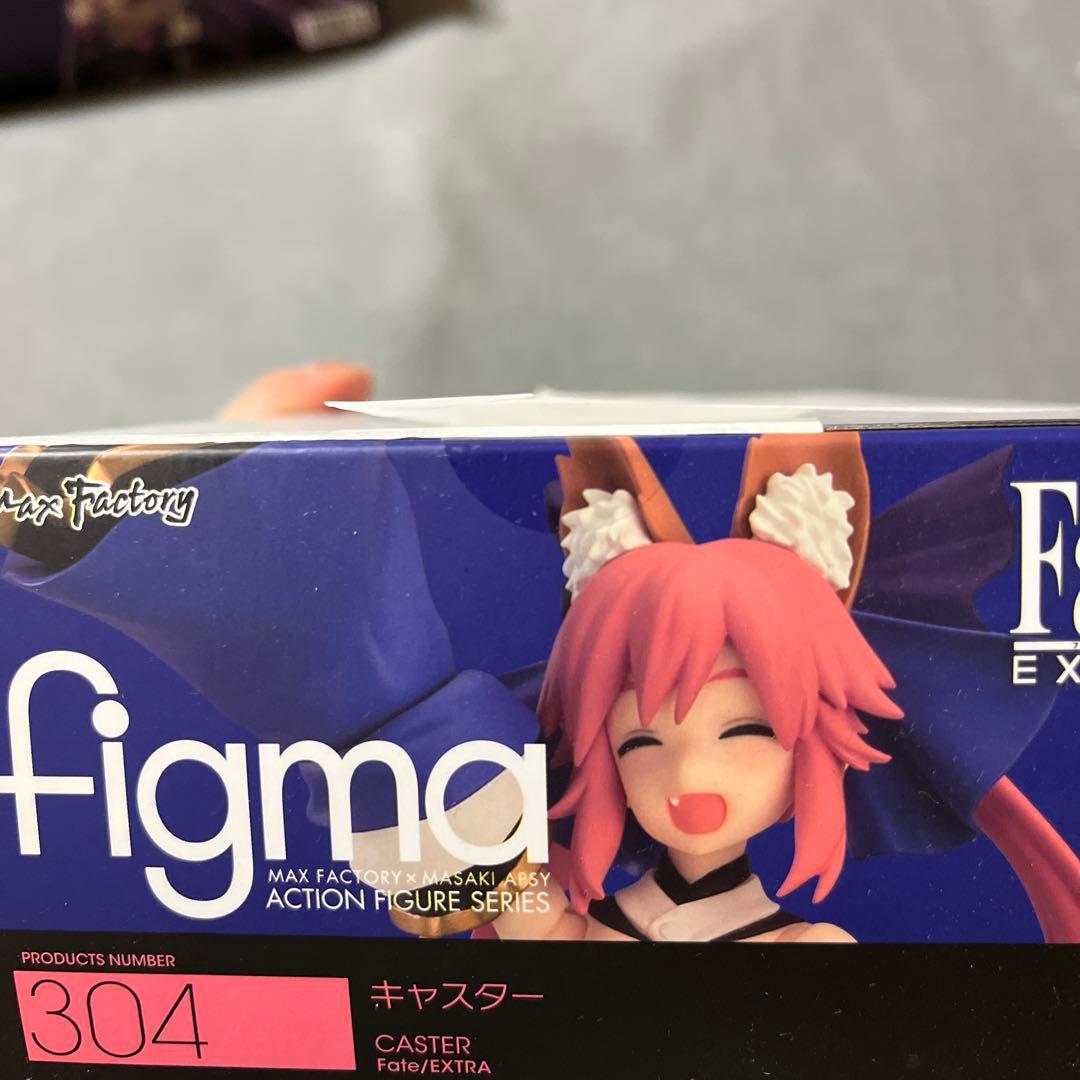 Max Factory
F
EX
figma
MAX FACTORY × MASAKI APSY
ACTION FIGURE SERIES
PRODUCTS NUMBER
304
キャスター
CASTER
Fate/EXTRA